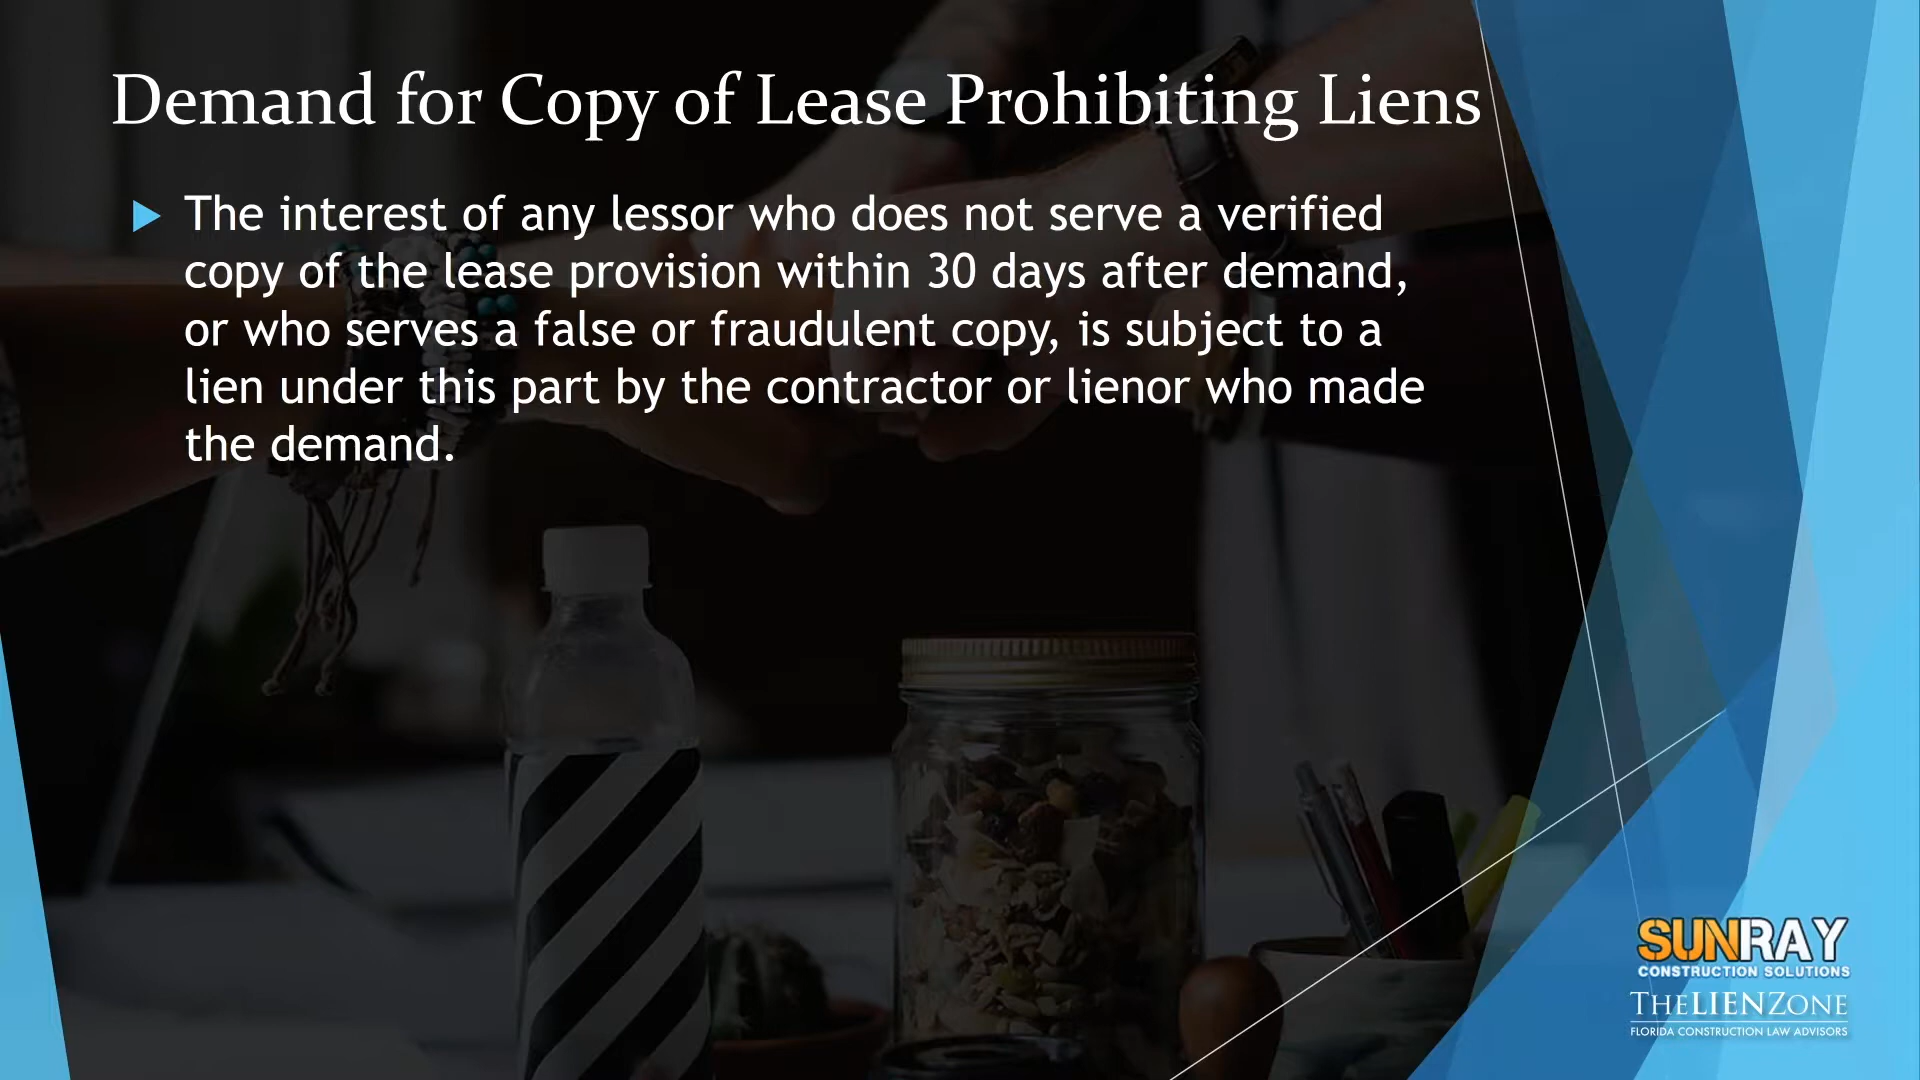 Demand for Copy of Lease Prohibiting Liens
The interest of any lessor who does not serve a verified
copy of the lease provision within 30 days after demand,
or who serves a false or fraudulent copy, is subject to a
lien under this part by the contractor or lienor who made
the demand.
SUNRAY
CONSTRUCTION SOLUTIONS
THELIENZONE
FLORIDA CONSTRUCTION LAW ADVISORS